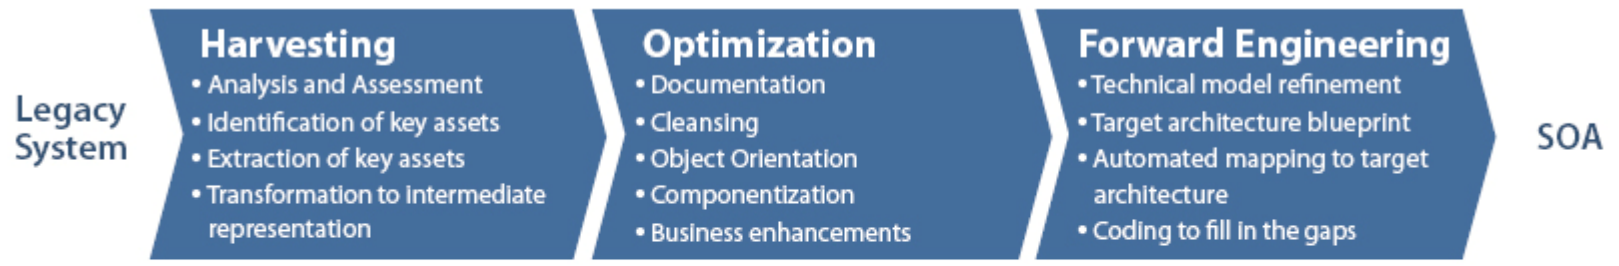 Legacy
System
Harvesting
• Analysis and Assessment
• Identification of key assets
• Extraction of key assets
• Transformation to intermediate
representation
Optimization
• Documentation
• Cleansing
• Object Orientation
• Componentization
• Business enhancements
Forward Engineering
• Technical model refinement
• Target architecture blueprint
• Automated mapping to target
architecture
• Coding to fill in the gaps
SOA